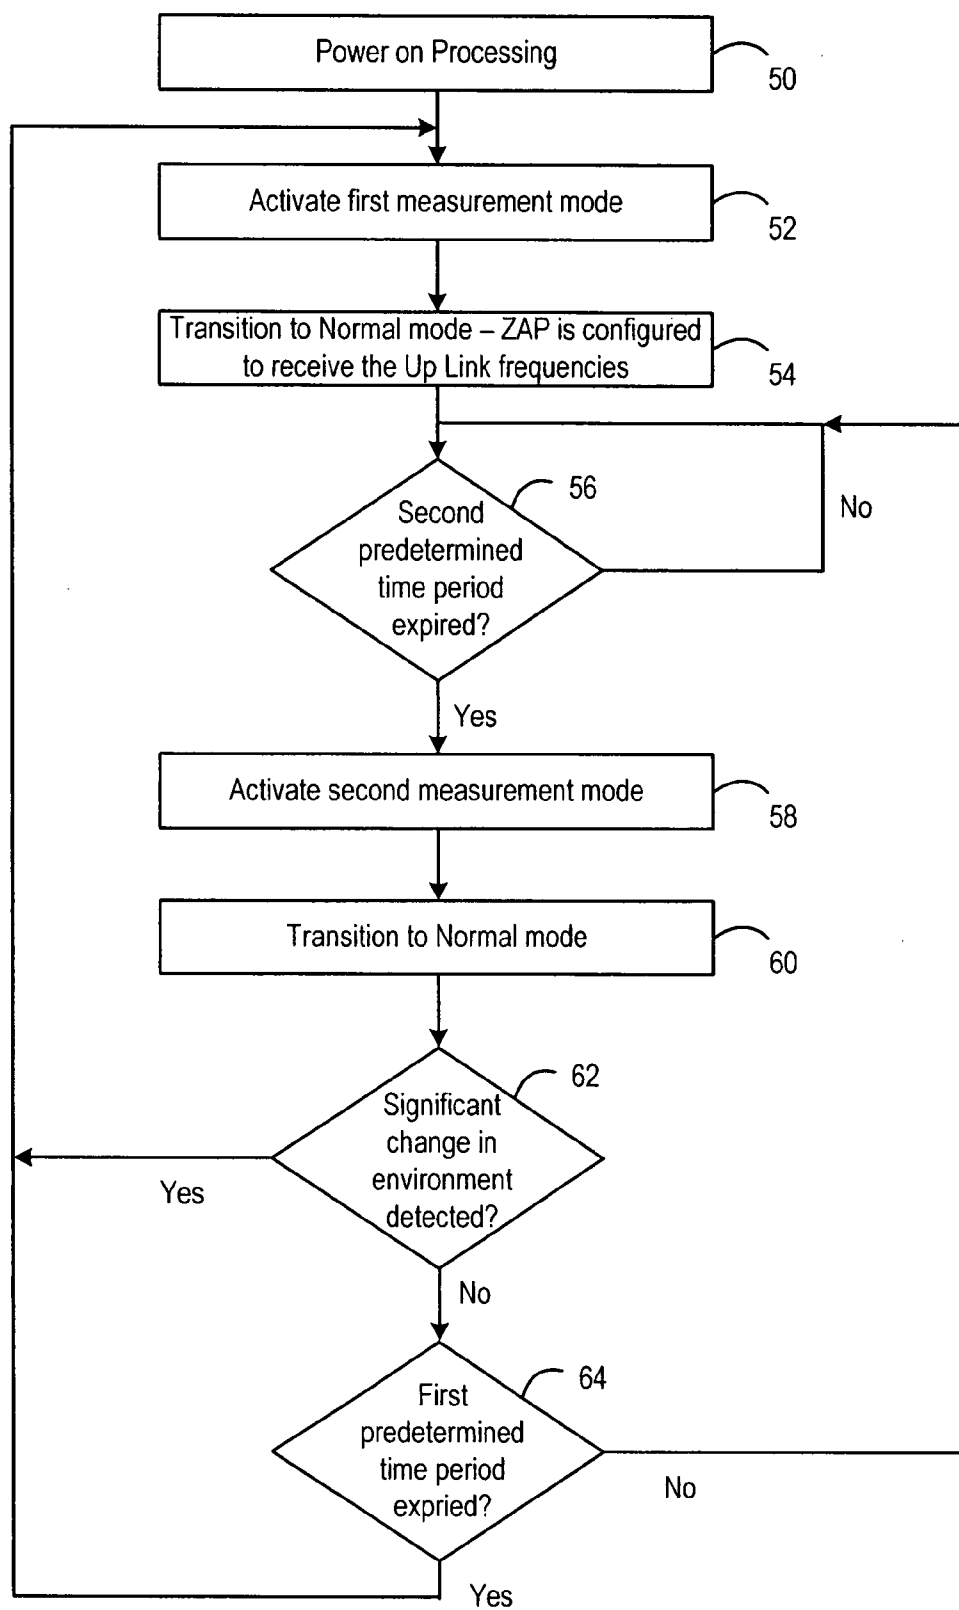 Power on Processing
50
Activate first measurement mode
52
Transition to Normal mode – ZAP is configured
to receive the Up Link frequencies
54
56
Second
predetermined
time period
expired?
No
Yes
Activate second measurement mode
58
Transition to Normal mode
60
62
Significant
change in
environment
detected?
Yes
No
64
First
predetermined
time period
expried?
No
Yes